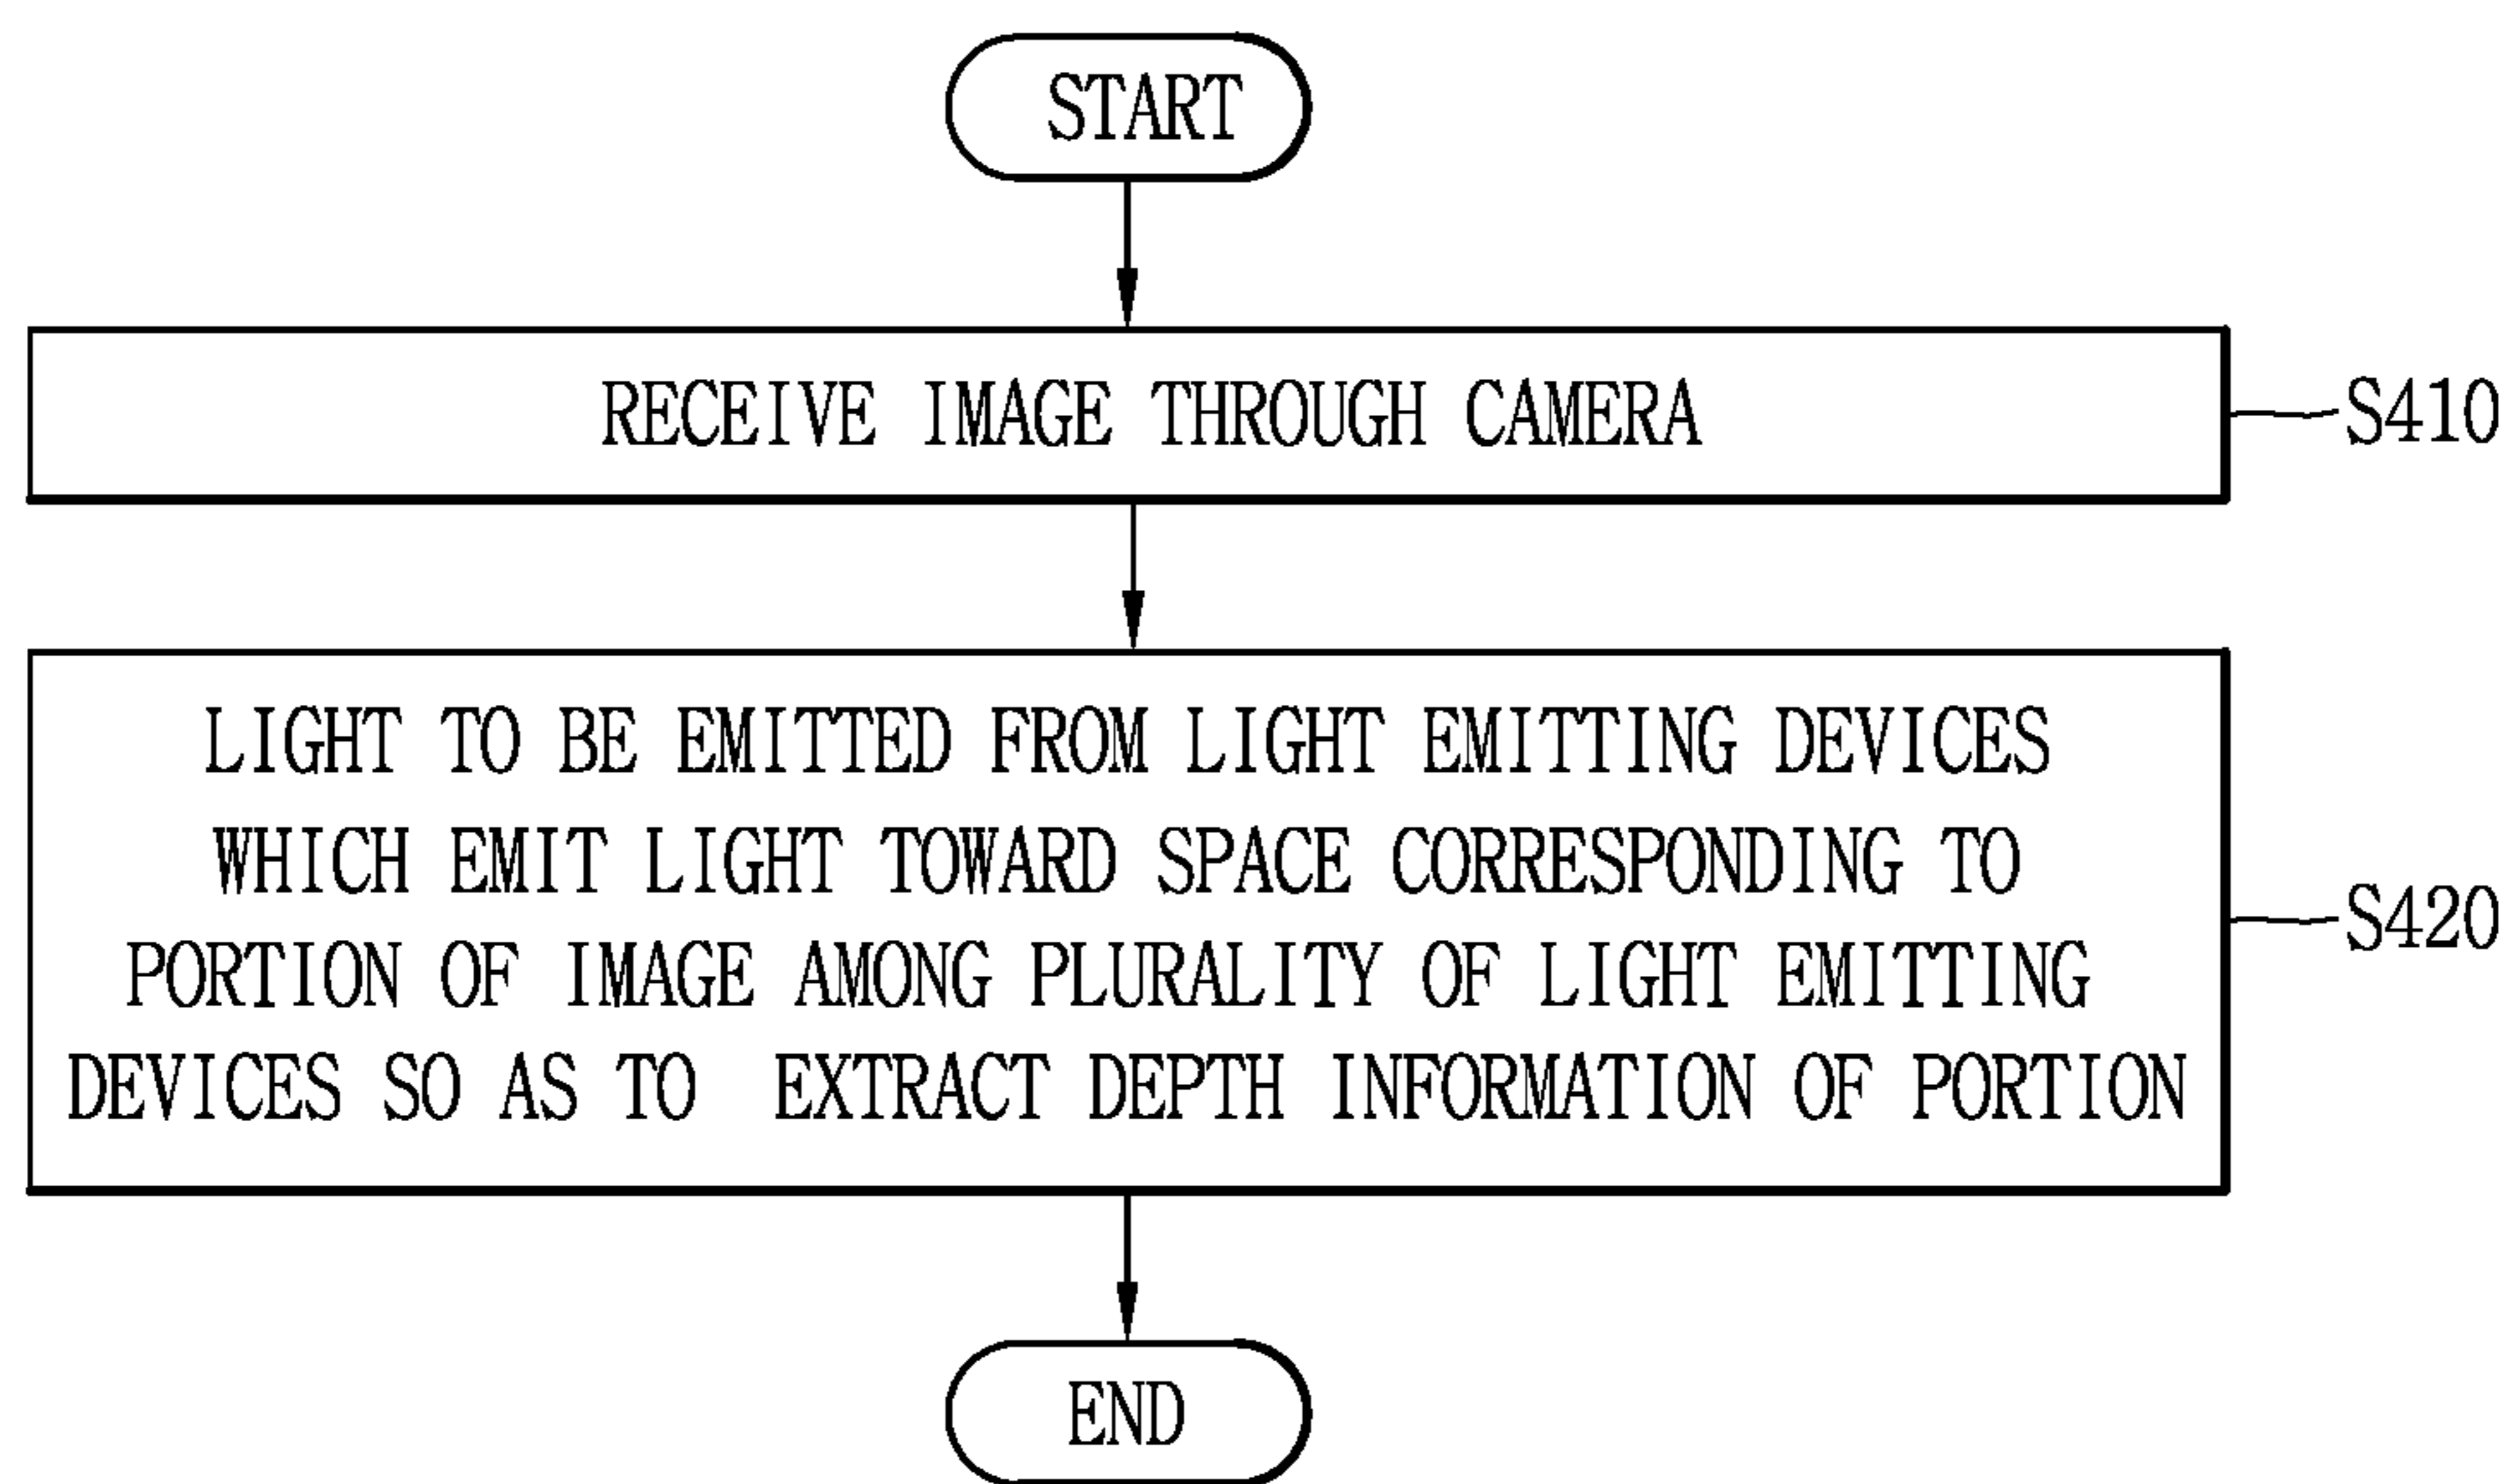 START
RECEIVE IMAGE THROUGH CAMERA
S410
LIGHT TO BE EMITTED FROM LIGHT EMITTING DEVICES
WHICH EMIT LIGHT TOWARD SPACE CORRESPONDING TO
PORTION OF IMAGE AMONG PLURALITY OF LIGHT EMITTING
DEVICES SO AS TO EXTRACT DEPTH INFORMATION OF PORTION
S420
END